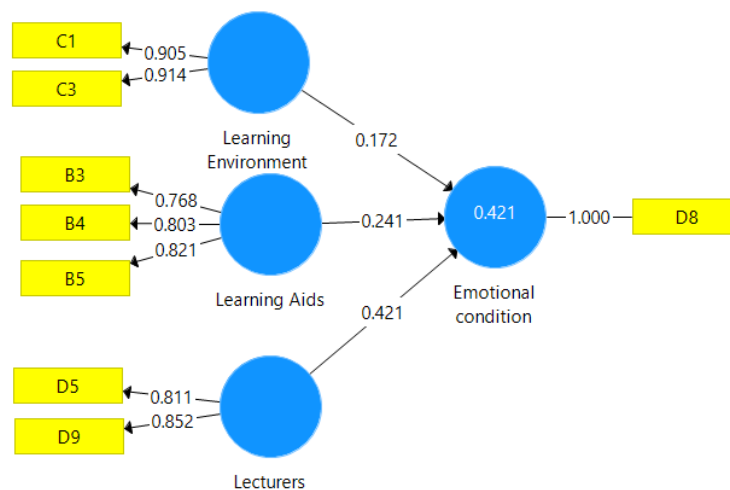 C1
0.905
C3
0.914
Learning
Environment
0.172
B3
0.768
B4
0.803
B5
0.821
Learning Aids
0.241
0.421
1.000
D8
Emotional
condition
0.421
D5
0.811
D9
0.852
Lecturers